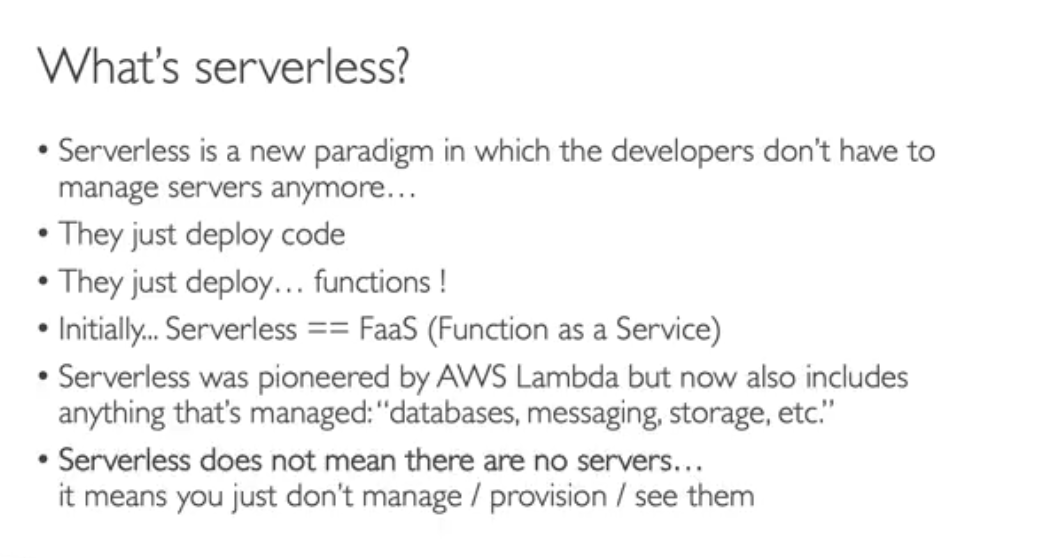 What's serverless?
• Serverless is a new paradigm in which the developers don't have to
manage servers anymore…
• They just deploy code
• They just deploy… functions !
• Initially... Serverless == FaaS (Function as a Service)
• Serverless was pioneered by AWS Lambda but now also includes
anything that's managed: “databases, messaging, storage, etc.”
• Serverless does not mean there are no servers…
it means you just don't manage / provision / see them